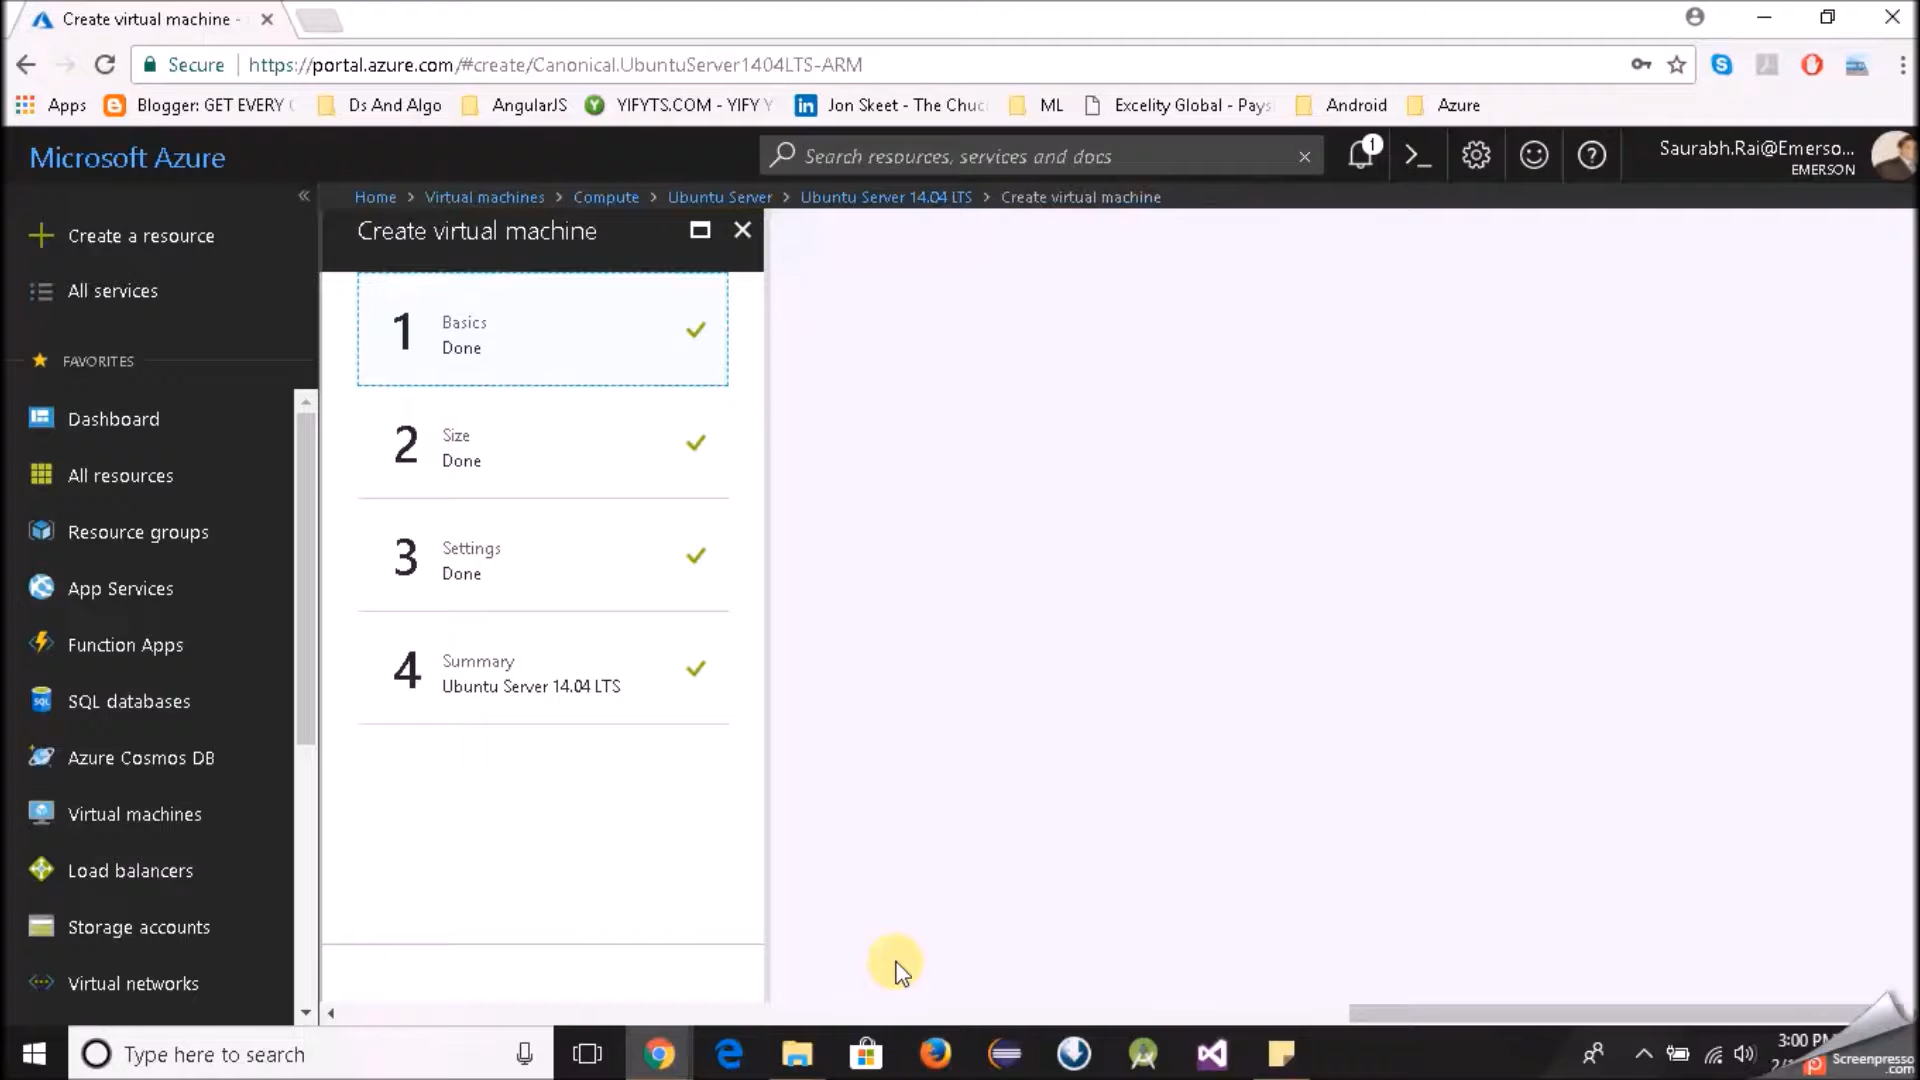 Create virtual machine -
Secure
https://portal.azure.com/#create/Canonical.UbuntuServer1404LTS-ARM
Apps
Blogger: GET EVERY
Ds And Algo
AngularJS
YIFYTS.COM - YIFY
Jon Skeet - The Chuc
ML
Excelity Global - Pays
Android
Azure
Microsoft Azure
Search resources, services and docs
1
Saurabh.Rai@Emerso...
EMERSON
Home > Virtual machines > Compute > Ubuntu Server > Ubuntu Server 14.04 LTS > Create virtual machine
Create a resource
All services
FAVORITES
Dashboard
All resources
Resource groups
App Services
Function Apps
SQL
SQL databases
Azure Cosmos DB
Virtual machines
Load balancers
Storage accounts
Virtual networks
Create virtual machine
1
Basics
Done
2
Size
Done
3
Settings
Done
4
Summary
Ubuntu Server 14.04 LTS
Type here to search
3:00
Screenpresso
.com